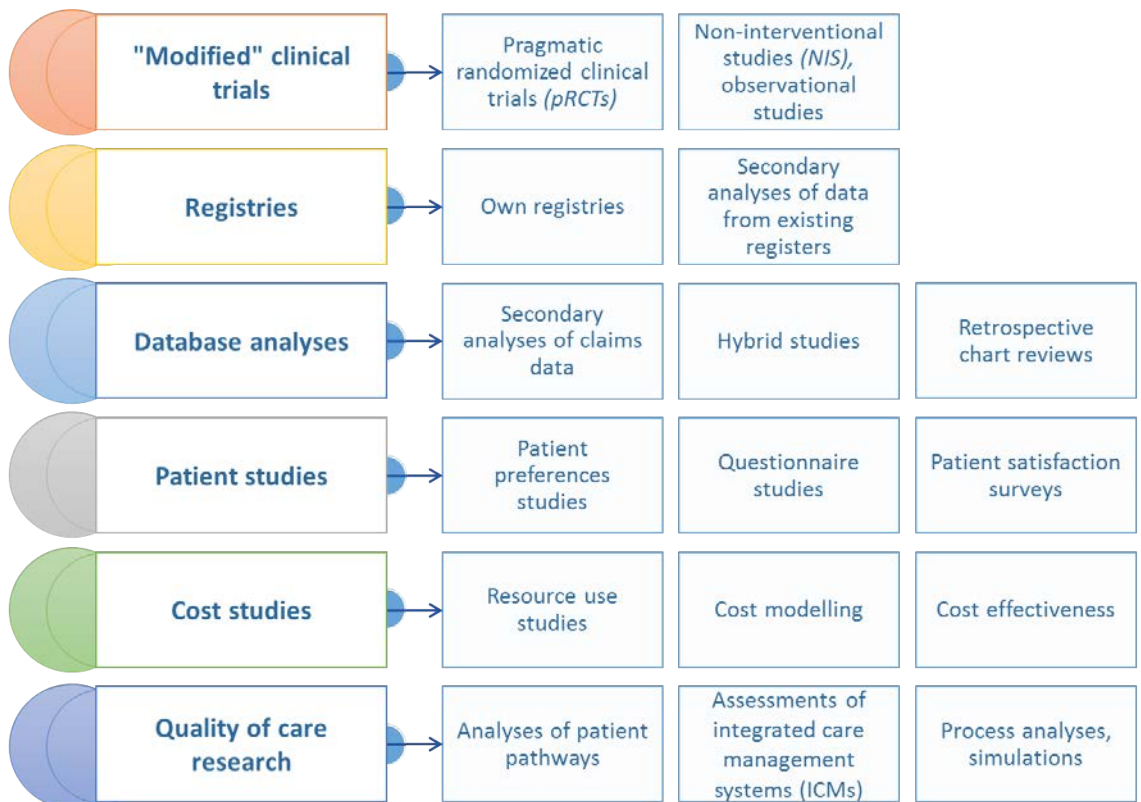 "Modified" clinical
trials
Pragmatic
randomized clinical
trials (pRCTs)
Non-interventional
studies (NIS),
observational
studies
Registries
Own registries
Secondary
analyses of data
from existing
registers
Database analyses
Secondary
analyses of claims
data
Hybrid studies
Retrospective
chart reviews
Patient studies
Patient
preferences
studies
Questionnaire
studies
Patient satisfaction
surveys
Cost studies
Resource use
studies
Cost modelling
Cost effectiveness
Quality of care
research
Analyses of patient
pathways
Assessments of
integrated care
management
systems (ICMs)
Process analyses,
simulations